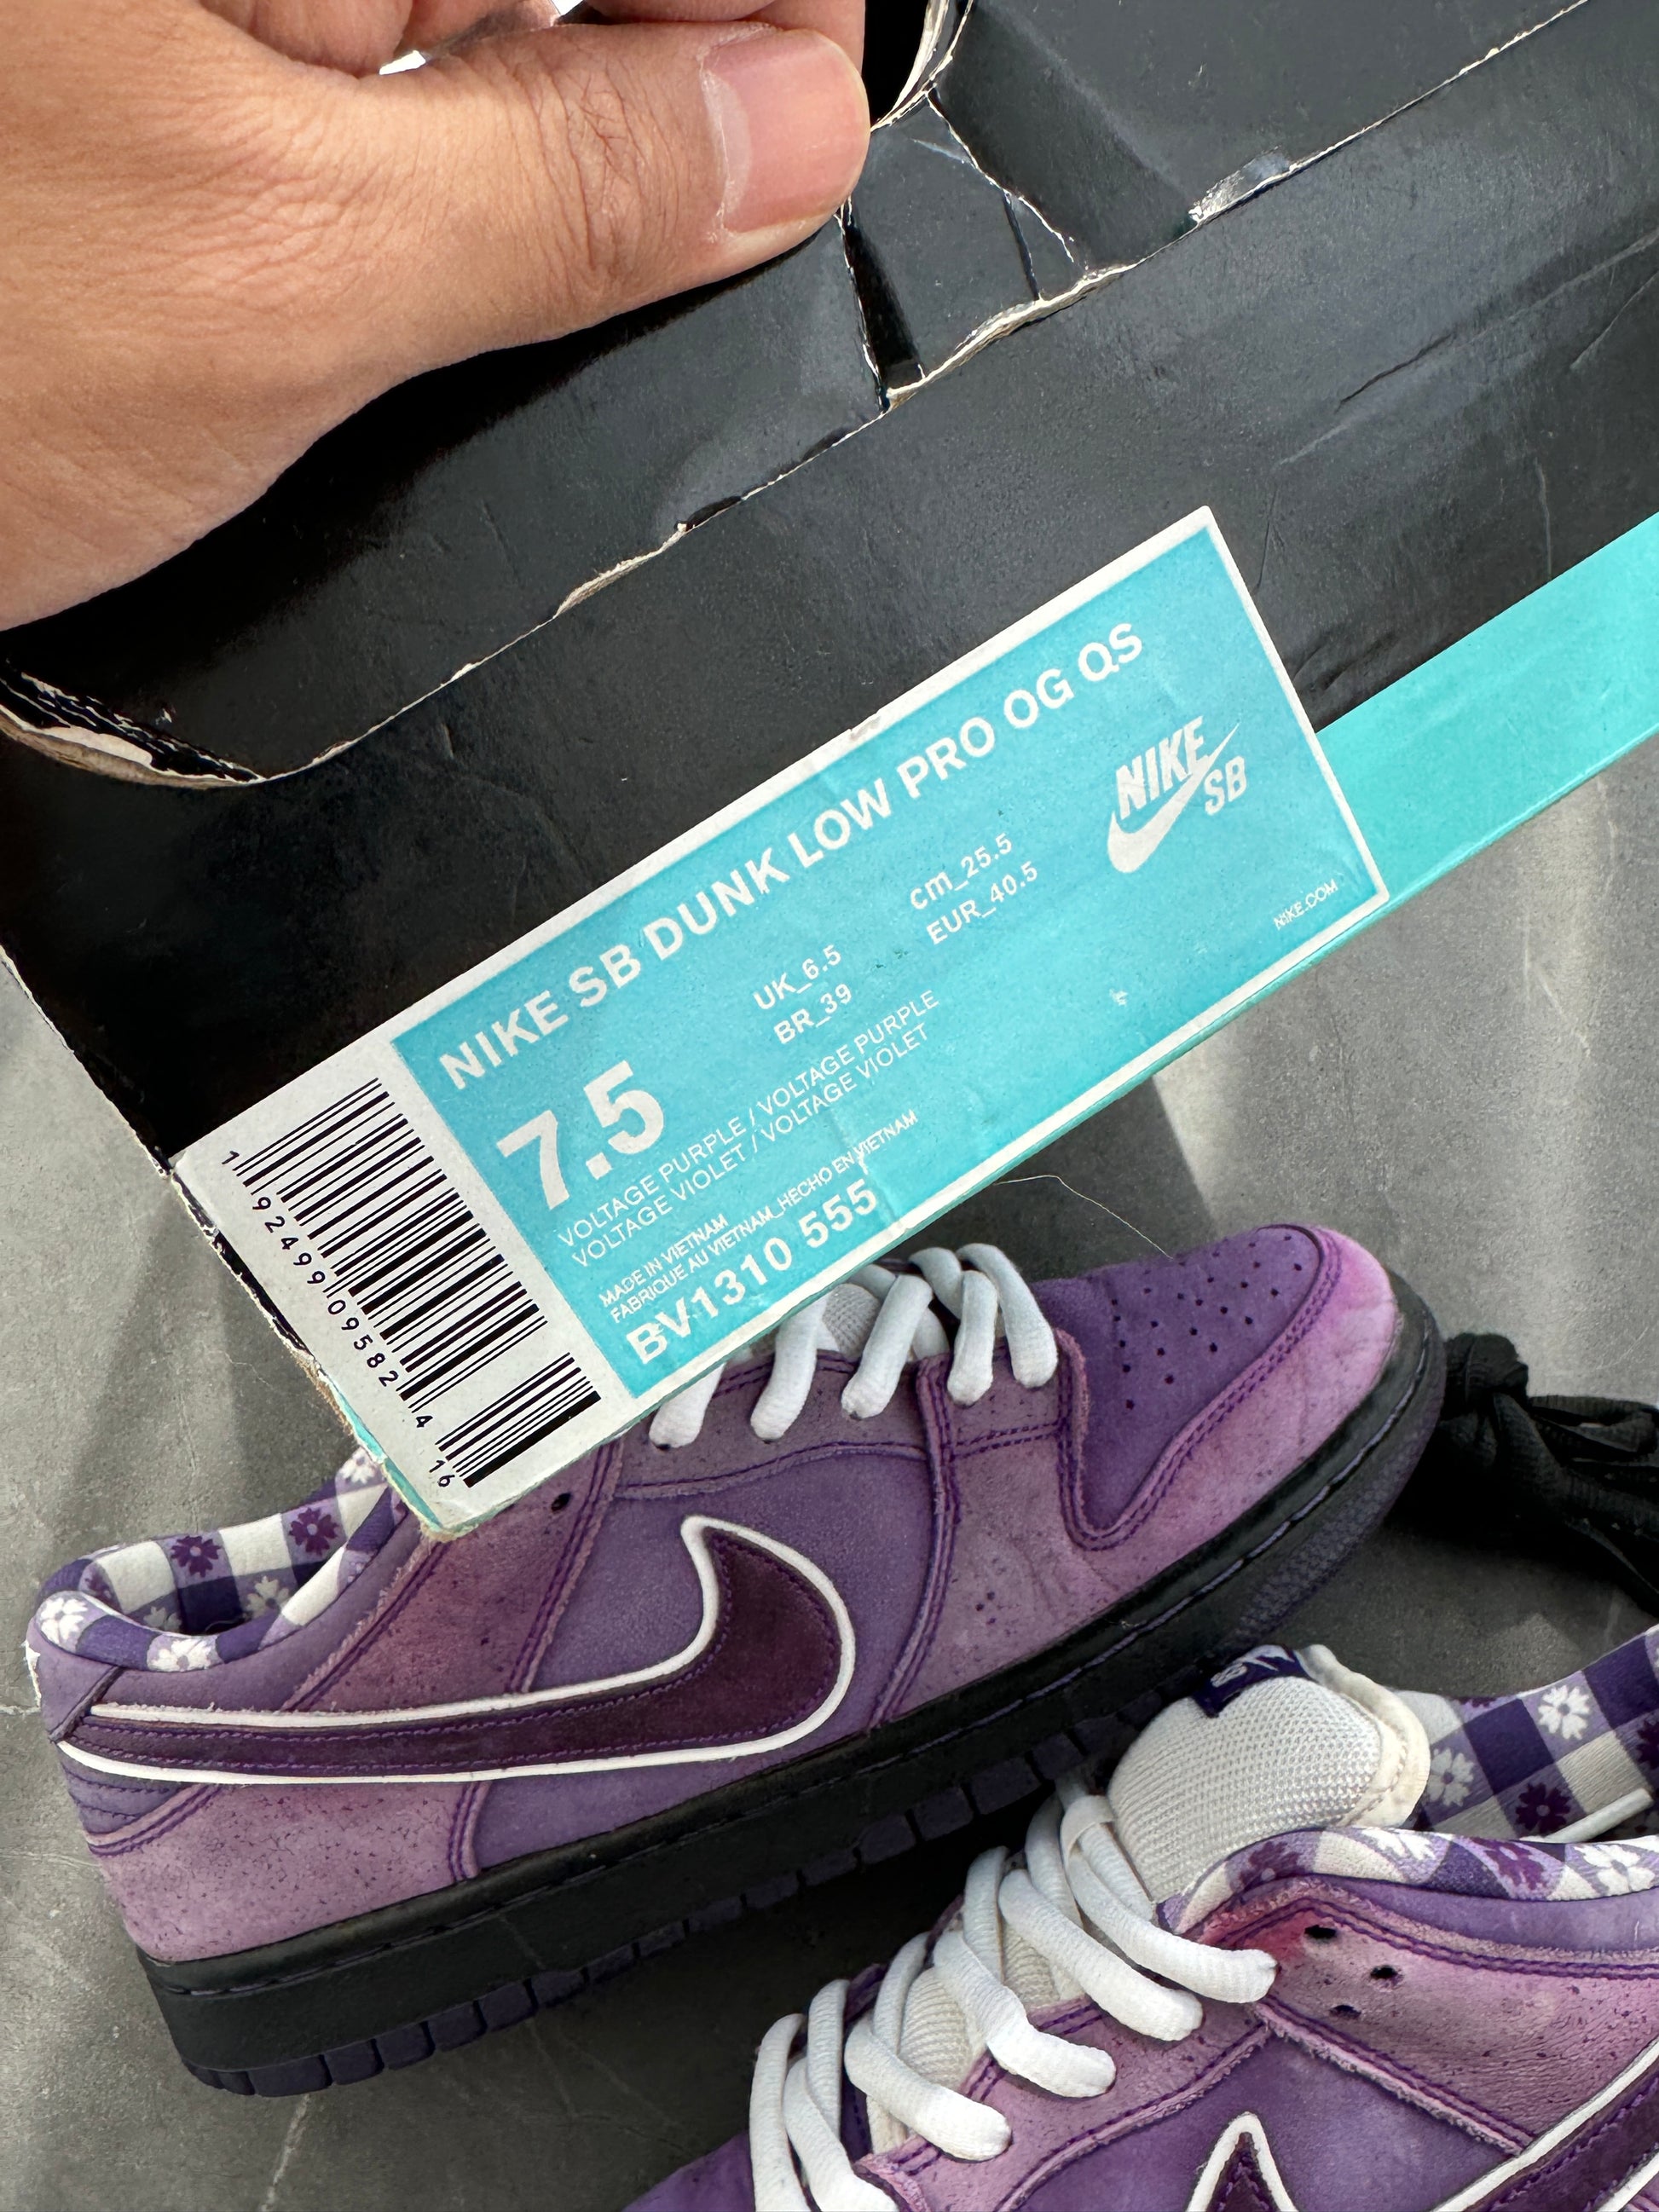 NIKE SB DUNK LOW PRO OG QS
7.5
UK_6.5
cm_25.5
BR_39
EUR_40.5
NIKE
SB
VOLTAGE PURPLE / VOLTAGE PURPLE
VOLTAGE VIOLET / VOLTAGE VIOLET
MADE IN VIETNAM
FABRIQUE AU VIETNAM_HECHO EN VIETNAM
BV1310 555
NIKE.COM
1 92499 09582 4 16